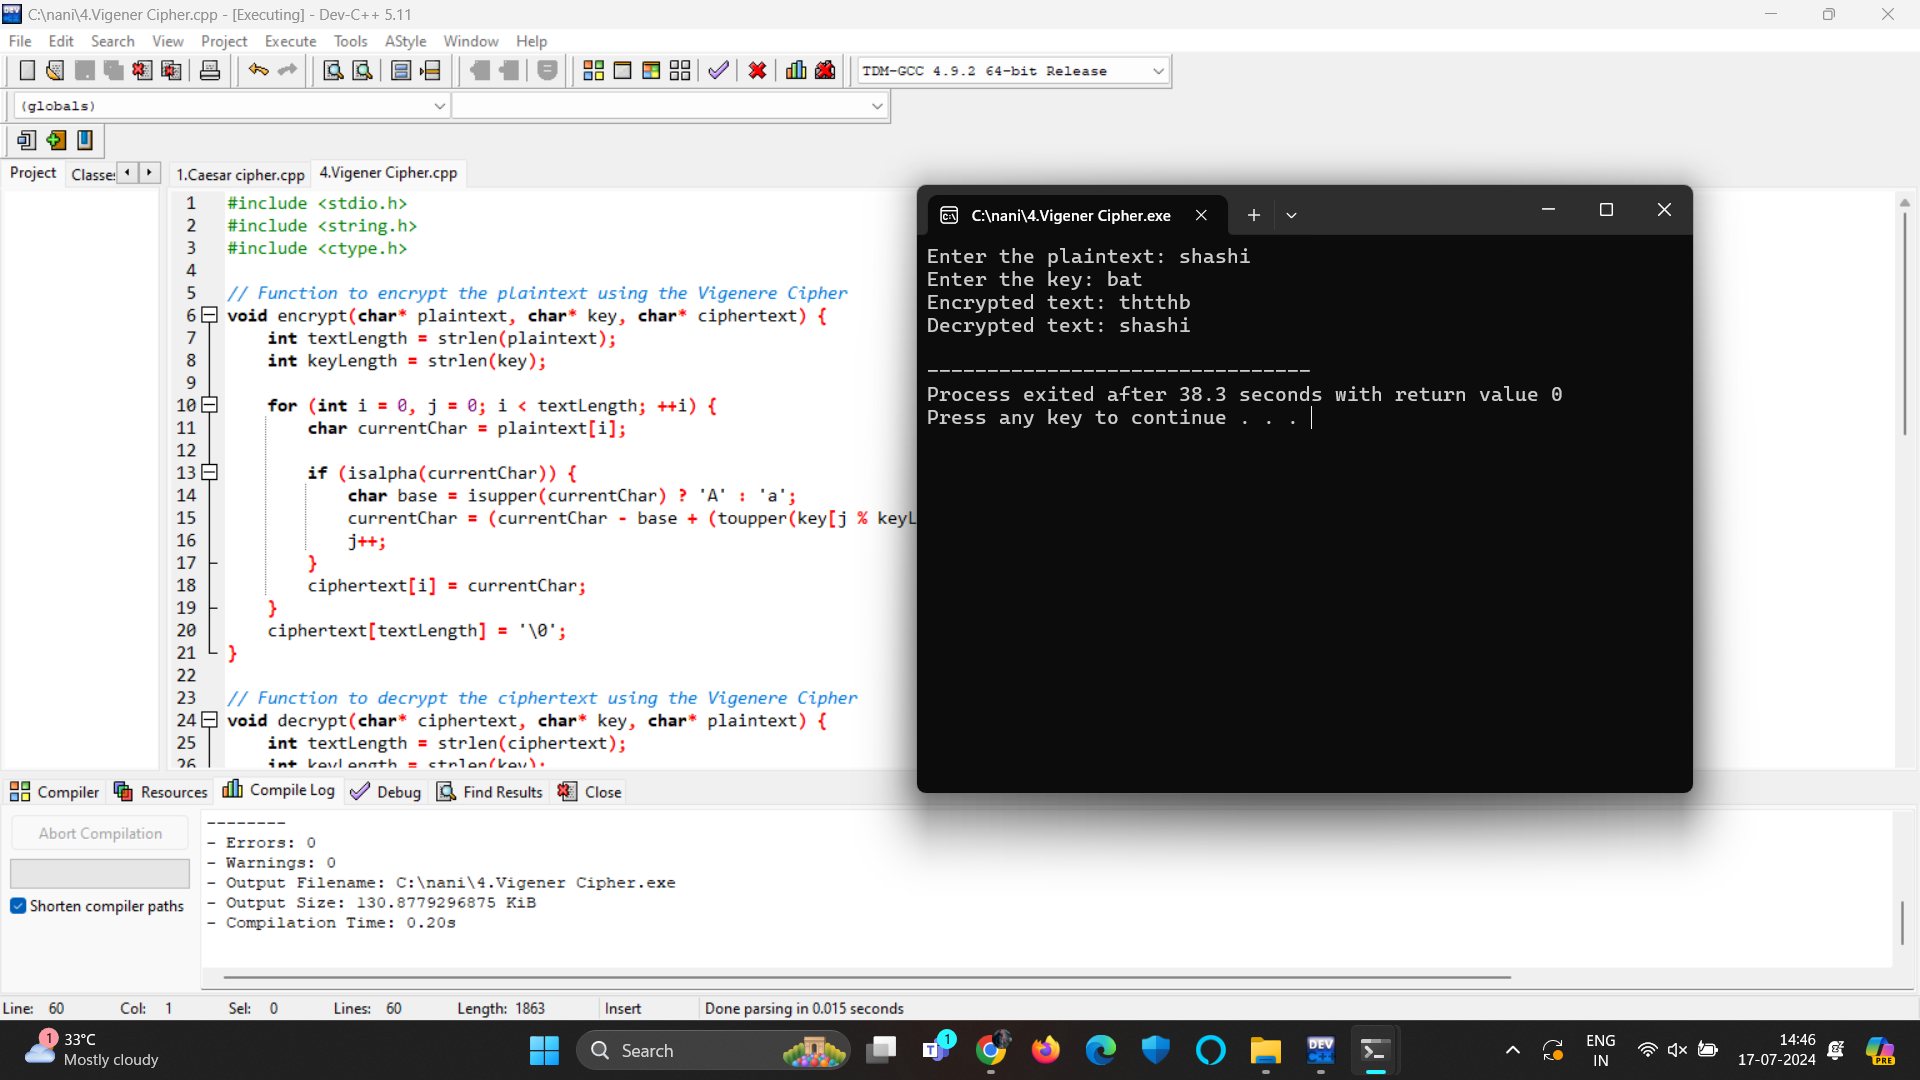 C:\nani\4.Vigener Cipher.cpp - [Executing] - Dev-C++ 5.11
File Edit Search View Project Execute Tools AStyle Window Help
TDM-GCC 4.9.2 64-bit Release
(globals)
Project Classes 1.Caesar cipher.cpp 4.Vigener Cipher.cpp
1 #include <stdio.h>
2 #include <string.h>
3 #include <ctype.h>
4
5 // Function to encrypt the plaintext using the Vigenere Cipher
6 void encrypt(char* plaintext, char* key, char* ciphertext) {
7 int textLength = strlen(plaintext);
8 int keyLength = strlen(key);
9
10 for (int i = 0, j = 0; i < textLength; ++i) {
11 char currentChar = plaintext[i];
12
13 if (isalpha(currentChar)) {
14 char base = isupper(currentChar) ? 'A' : 'a';
15 currentChar = (currentChar - base + (toupper(key[j % keyL
16 j++;
17 }
18 ciphertext[i] = currentChar;
19 }
20 ciphertext[textLength] = '\0';
21 }
22
23 // Function to decrypt the ciphertext using the Vigenere Cipher
24 void decrypt(char* ciphertext, char* key, char* plaintext) {
25 int textLength = strlen(ciphertext);
26 int keyLength = strlen(key);
C:\nani\4.Vigener Cipher.exe
Enter the plaintext: shashi
Enter the key: bat
Encrypted text: thtthb
Decrypted text: shashi
--------------------------------
Process exited after 38.3 seconds with return value 0
Press any key to continue . . .
Compiler Resources Compile Log Debug Find Results Close
Abort Compilation
Shorten compiler paths
--------
- Errors: 0
- Warnings: 0
- Output Filename: C:\nani\4.Vigener Cipher.exe
- Output Size: 130.8779296875 KiB
- Compilation Time: 0.20s
Line: 60 Col: 1 Sel: 0 Lines: 60 Length: 1863 Insert Done parsing in 0.015 seconds
1
33°C
Mostly cloudy
Search
1
DEV
ENG
IN
14:46
17-07-2024
PRE